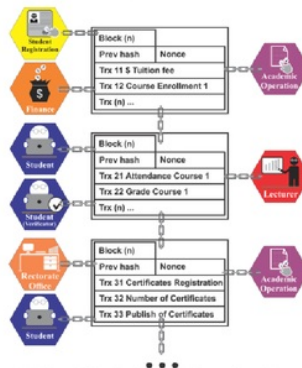 Student
Registration
Finance
Block (n)
Prev hash Nonce
Trx 11 $ Tuition fee
Trx 12 Course Enrollment 1
Trx (n) ...
Academic
Operation
Student
Student
(Verificator)
Block (n)
Prev hash Nonce
Trx 21 Attendance Course 1
Trx 22 Grade Course 1
Trx (n) ...
Lecturer
Rectorate
Office
Student
Block (n)
Prev hash Nonce
Trx 31 Certificates Registration
Trx 32 Number of Certificates
Trx 33 Publish of Certificates
Academic
Operation